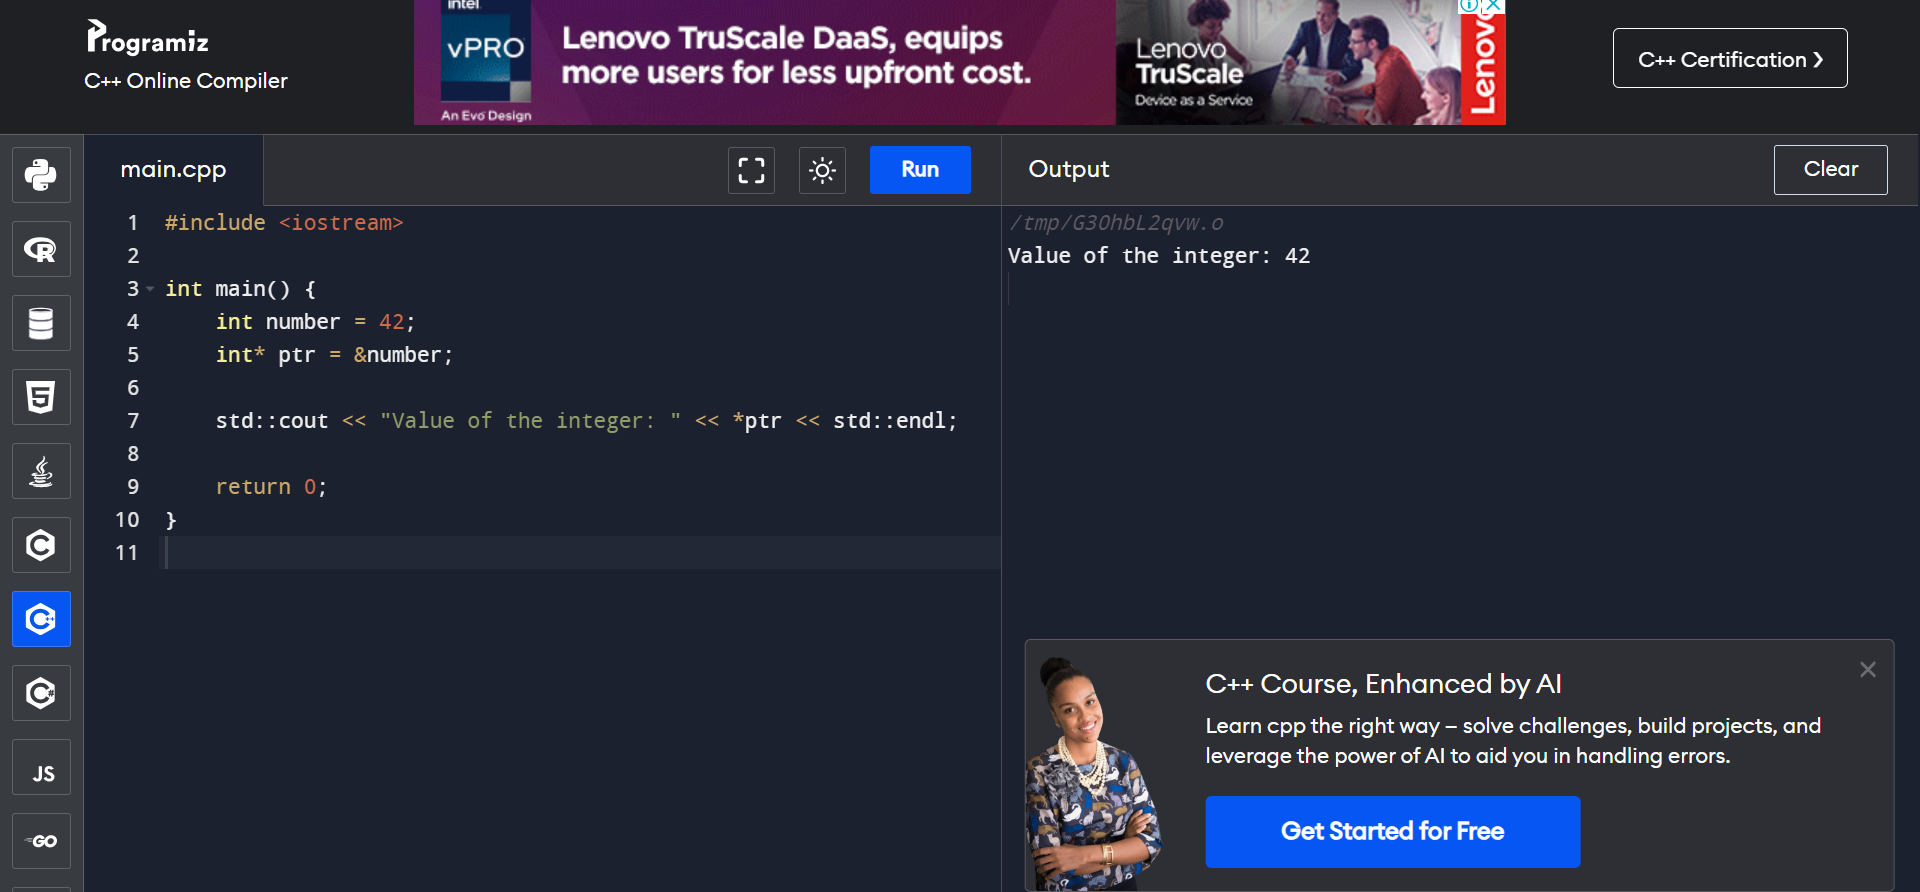 Programiz
C++ Online Compiler
intel.
vPRO
An Evo Design
Lenovo TruScale DaaS, equips
more users for less upfront cost.
Lenovo
TruScale
Device as a Service
Lenovo
C++ Certification ❯
main.cpp
Run
Output
Clear
1 #include <iostream>
2
3 int main() {
4     int number = 42;
5     int* ptr = &number;
6
7     std::cout << "Value of the integer: " << *ptr << std::endl;
8
9     return 0;
10 }
11
/tmp/G3OhbL2qvw.o
Value of the integer: 42
R
5
C
C++
C#
JS
GO
C++ Course, Enhanced by AI
Learn cpp the right way – solve challenges, build projects, and
leverage the power of AI to aid you in handling errors.
Get Started for Free